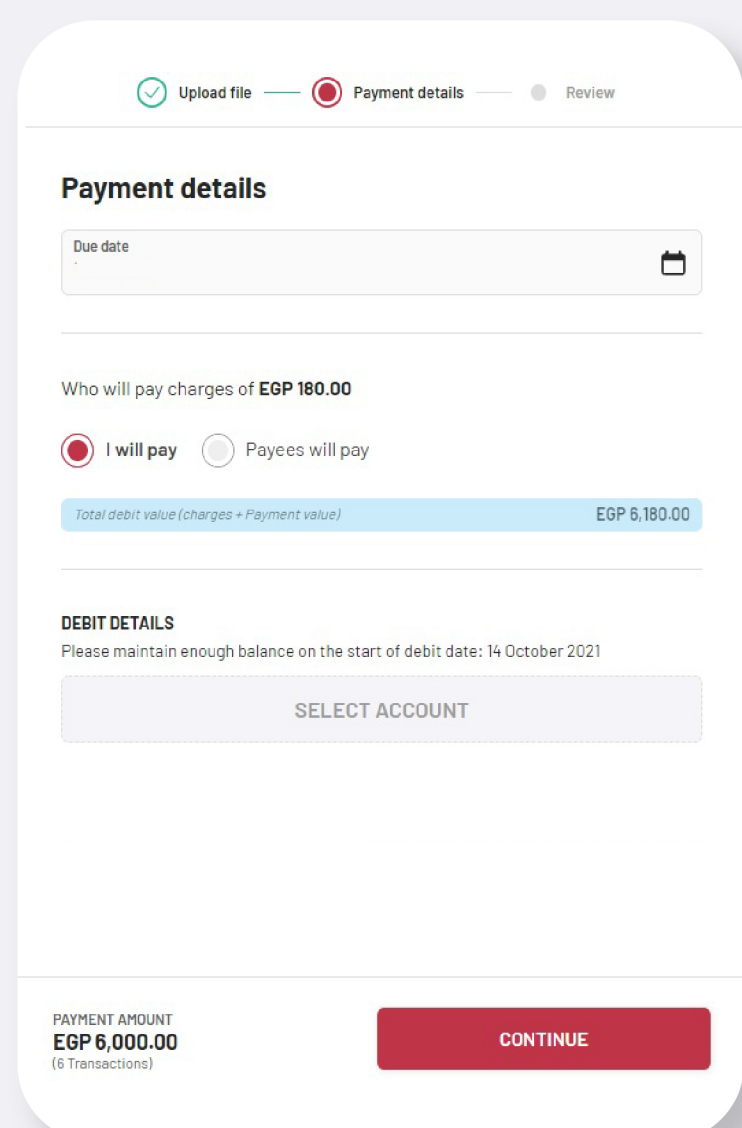 Upload file Payment details Review
Payment details
Due date
Who will pay charges of EGP 180.00
I will pay Payees will pay
Total debit value (charges + Payment value) EGP 6,180.00
DEBIT DETAILS
Please maintain enough balance on the start of debit date: 14 October 2021
SELECT ACCOUNT
PAYMENT AMOUNT
EGP 6,000.00
(6 Transactions)
CONTINUE